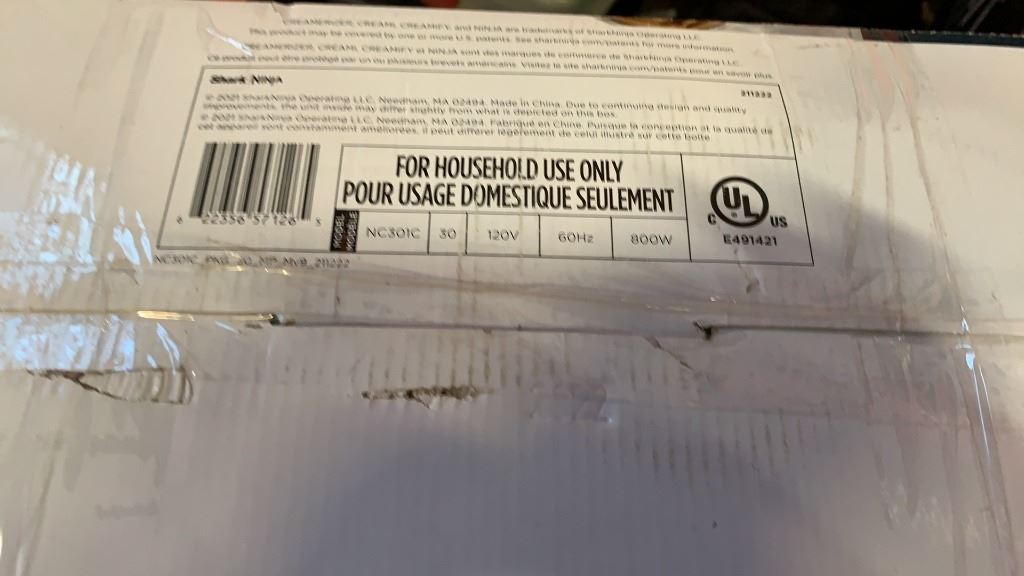 CREAMERIZER, CREAMI, CREAMIFY, and NINJA are trademarks of SharkNinja Operating LLC.
This product may be covered by one or more U.S. patents. See sharkninja.com/patents for more information.
CREAMERIZER, CREAMI, CREAMIFY et NINJA sont des marques de commerce de SharkNinja Operating LLC.
Ce produit peut être protégé par un ou plusieurs brevets américains. Visitez le site sharkninja.com/patents pour en savoir plus.
Shark NINJA
211222
© 2021 SharkNinja Operating LLC, Needham, MA 02494. Made in China. Due to continuing design and quality
improvements, the unit inside may differ slightly from what is depicted on this box.
© 2021 SharkNinja Operating LLC, Needham, MA 02494. Fabriqué en Chine. Puisque la conception et la qualité de
cet appareil sont constamment améliorées, il peut différer légèrement de celui illustré sur cette boîte.
FOR HOUSEHOLD USE ONLY
POUR USAGE DOMESTIQUE SEULEMENT
6 22356 57126 5
MODEL
MODÈLE
NC301C 30 120V 60Hz 800W
C UL US
E491421
NC301C_PKG_30_MP_Mv9_211222